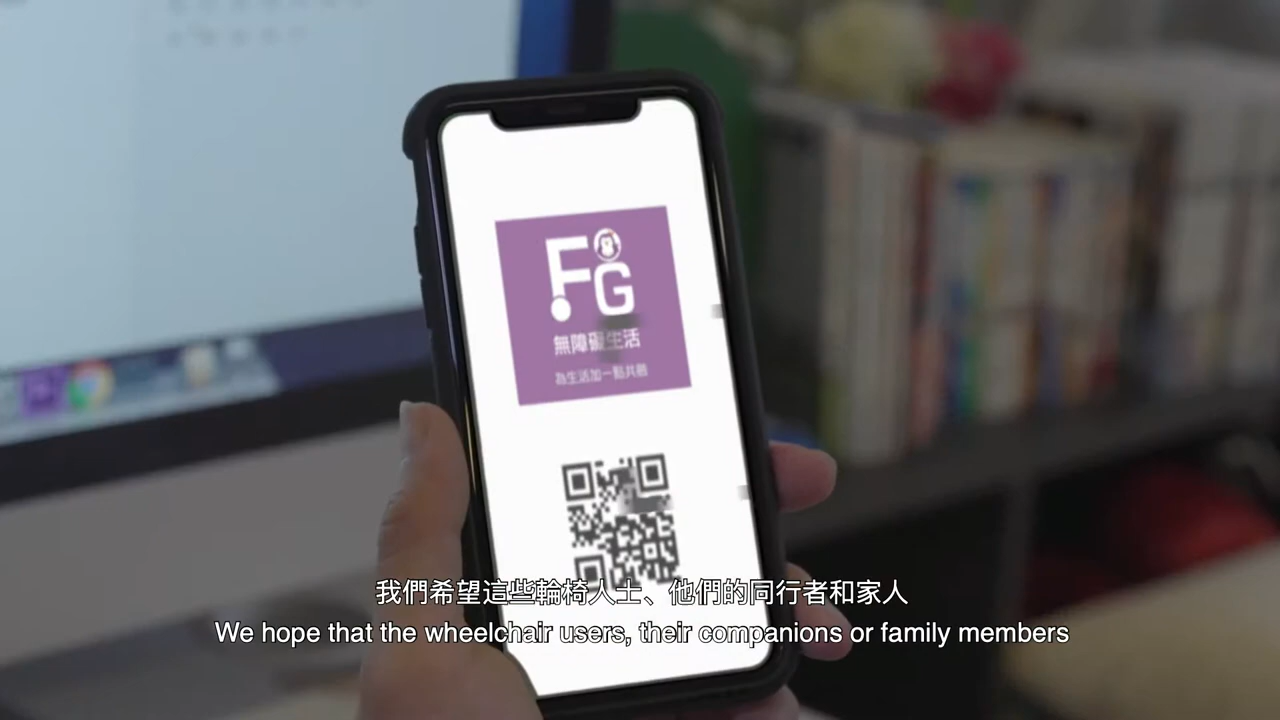 FG
無障礙生活
為生活加一點共融
我們希望這些輪椅人士、他們的同行者和家人
We hope that the wheelchair users, their companions or family members